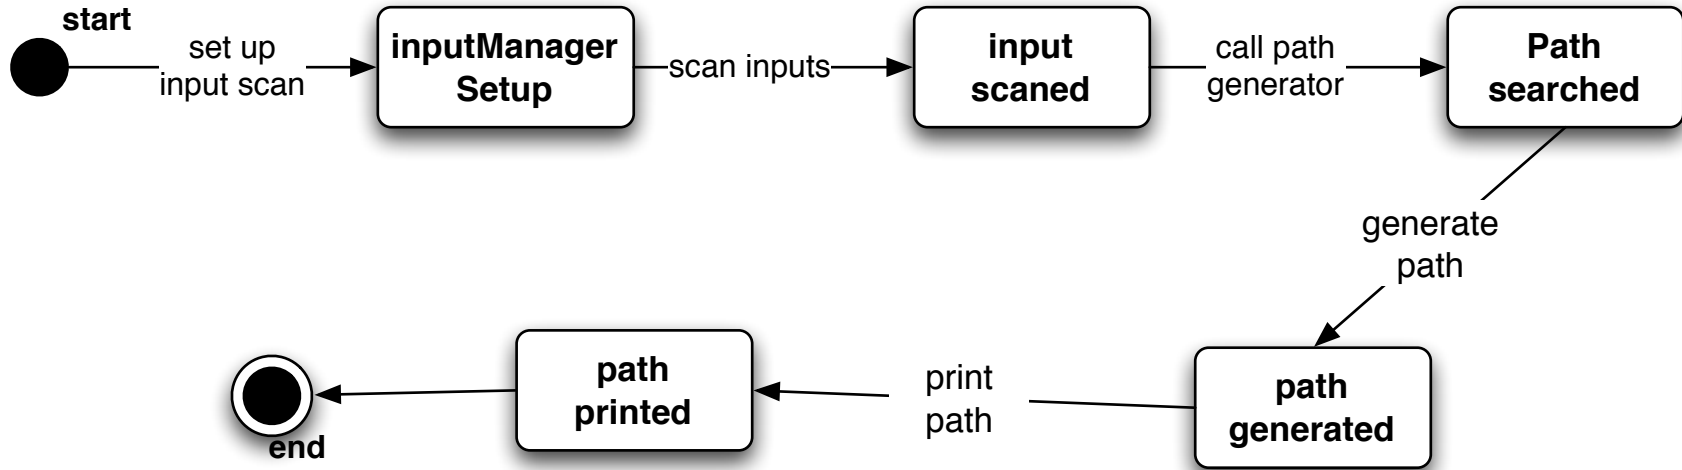 start
set up
input scan
inputManager
Setup
scan inputs
input
scaned
call path
generator
Path
searched
generate
path
path
generated
print
path
path
printed
end